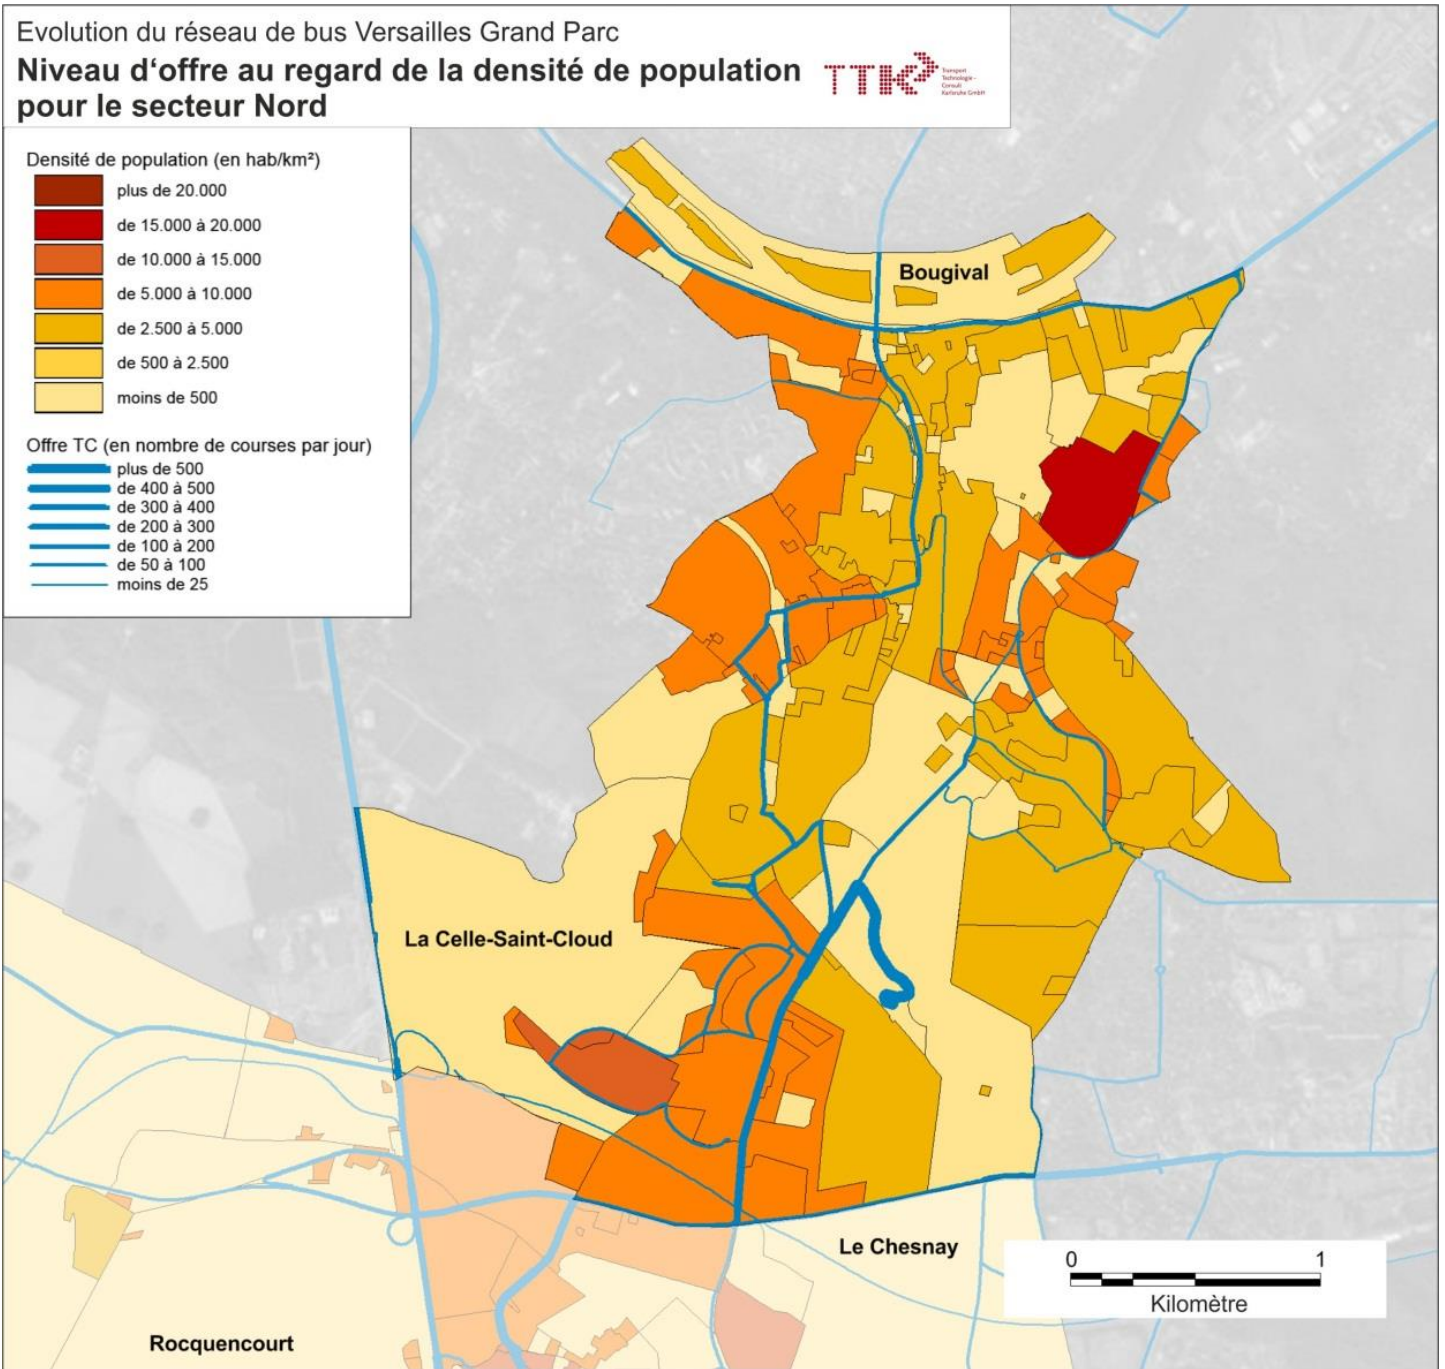 Evolution du réseau de bus Versailles Grand Parc
Niveau d‘offre au regard de la densité de population
pour le secteur Nord
TTK
Transport
Technologie -
Consult
Karlsruhe GmbH
Densité de population (en hab/km²)
plus de 20.000
de 15.000 à 20.000
de 10.000 à 15.000
de 5.000 à 10.000
de 2.500 à 5.000
de 500 à 2.500
moins de 500
Offre TC (en nombre de courses par jour)
plus de 500
de 400 à 500
de 300 à 400
de 200 à 300
de 100 à 200
de 50 à 100
moins de 25
Bougival
La Celle-Saint-Cloud
Le Chesnay
Rocquencourt
0 1
Kilomètre